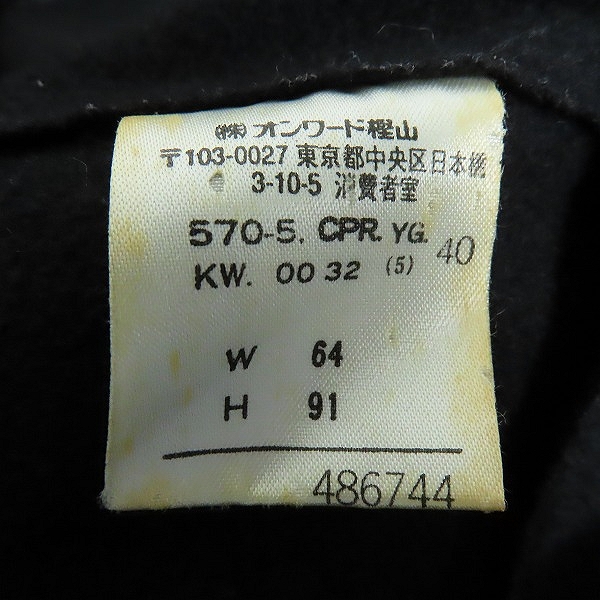 (株)オンワード樫山
〒103-0027 東京都中央区日本橋
3-10-5 消費者室
570-5. CPR. YG. 40
KW. 00 32 (5)
W 64
H 91
486744